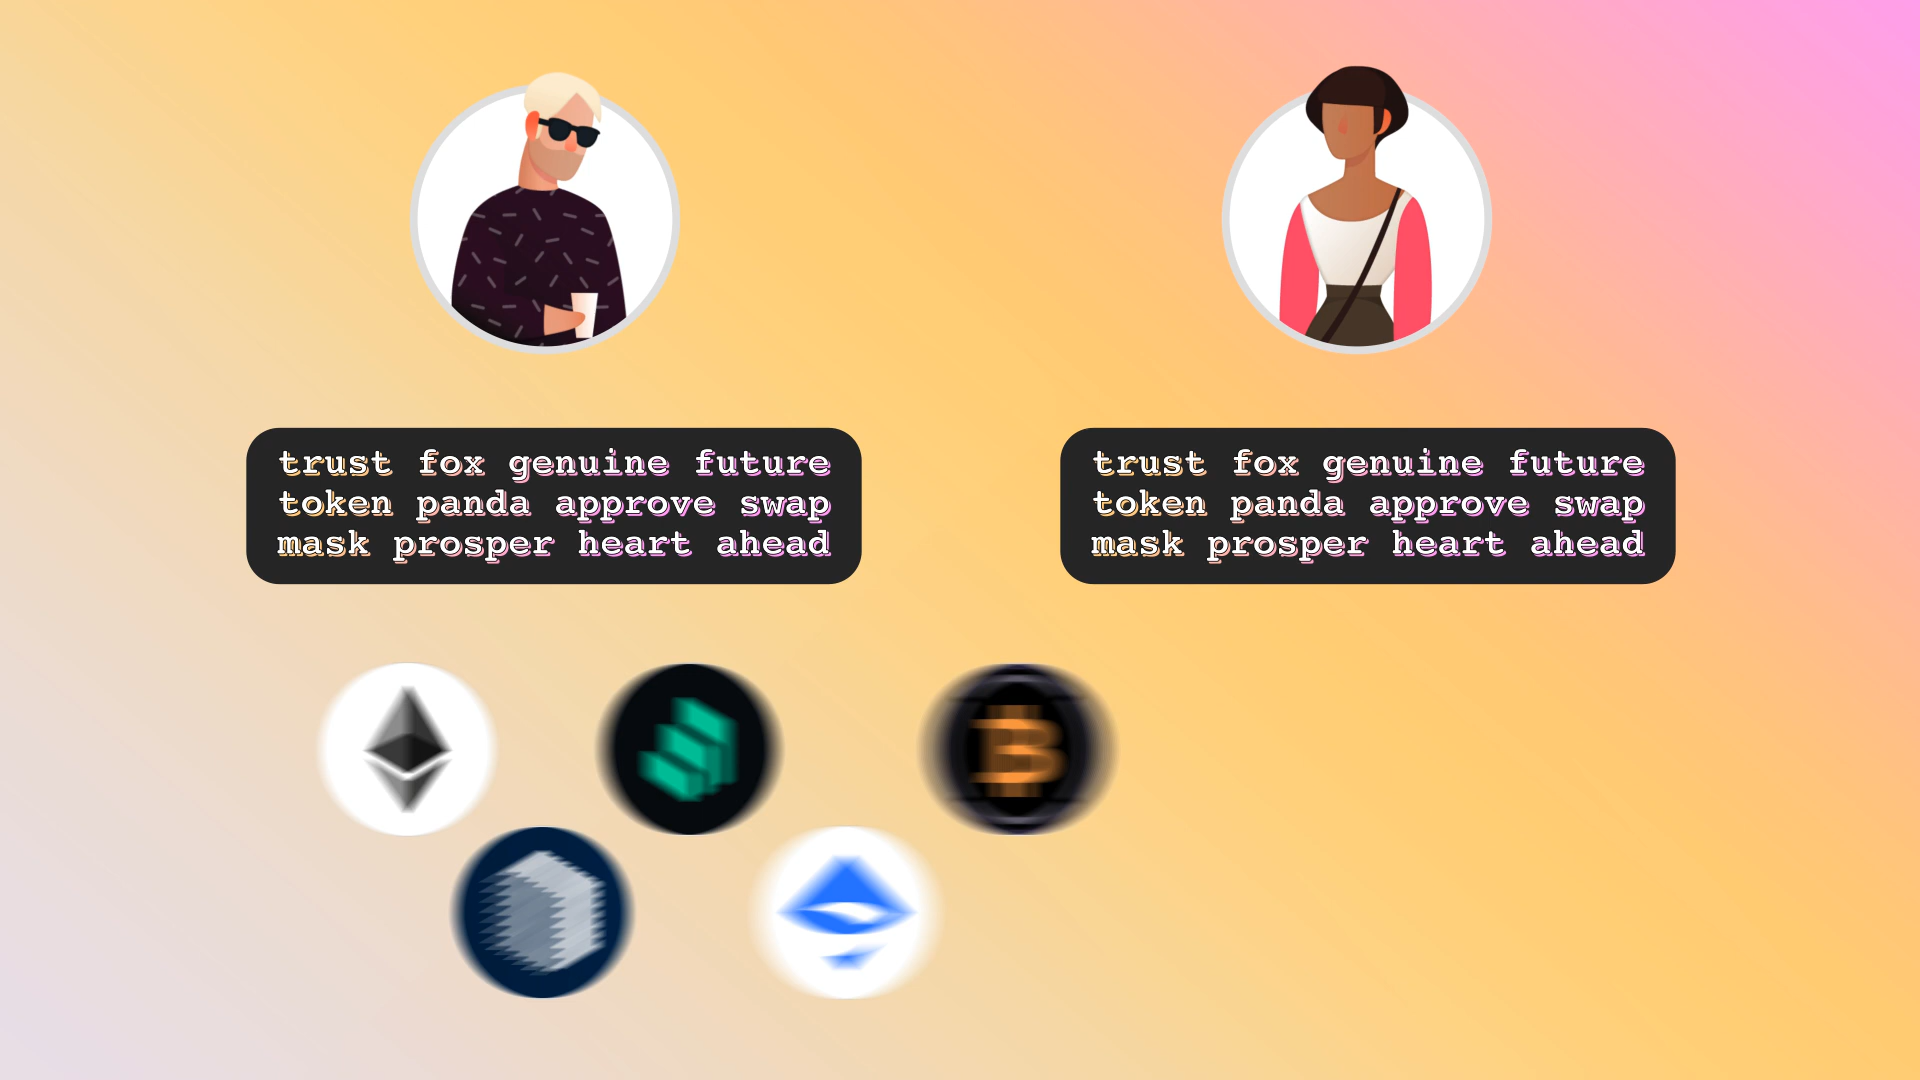 trust fox genuine future
token panda approve swap
mask prosper heart ahead
trust fox genuine future
token panda approve swap
mask prosper heart ahead